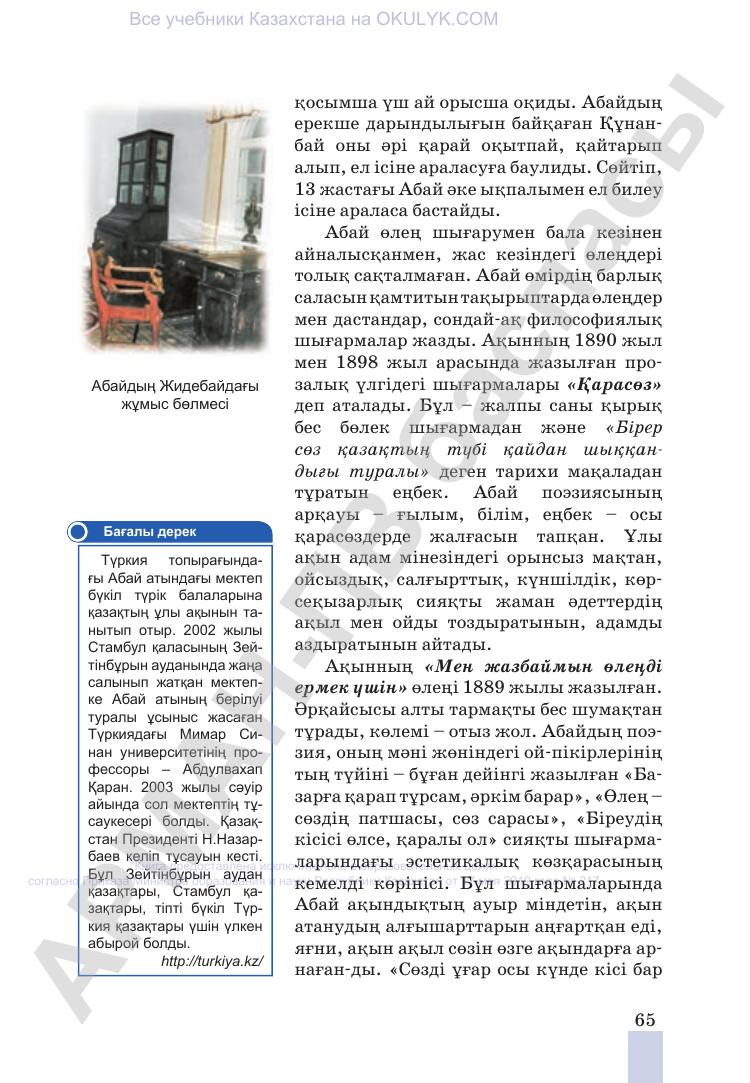 Все учебники Казахстана на OKULYK.COM
қосымша үш ай орысша оқиды. Абайдың
ерекше дарындылығын байқаған Құнан-
бай оны әрі қарай оқытпай, қайтарып
алып, ел ісіне араласуға баулиды. Сөйтіп,
13 жастағы Абай әке ықпалымен ел билеу
ісіне араласа бастайды.
Абай өлең шығарумен бала кезінен
айналысқанмен, жас кезіндегі өлеңдері
толық сақталмаған. Абай өмірдің барлық
саласын қамтитын тақырыптарда өлеңдер
мен дастандар, сондай-ақ философиялық
шығармалар жазды. Ақынның 1890 жыл
мен 1898 жыл арасында жазылған про-
залық үлгідегі шығармалары «Қарасөз»
деп аталады. Бұл – жалпы саны қырық
бес бөлек шығармадан және «Бірер
сөз қазақтың түбі қайдан шыққан-
дығы туралы» деген тарихи мақаладан
тұратын еңбек. Абай поэзиясының
арқауы – ғылым, білім, еңбек – осы
қарасөздерде жалғасын тапқан. Ұлы
ақын адам мінезіндегі орынсыз мақтан,
ойсыздық, салғырттық, күншілдік, көр-
сеқызарлық сияқты жаман әдеттердің
ақыл мен ойды тоздыратынын, адамды
аздыратынын айтады.
Ақынның «Мен жазбаймын өлеңді
ермек үшін» өлеңі 1889 жылы жазылған.
Әрқайсысы алты тармақты бес шумақтан
тұрады, көлемі – отыз жол. Абайдың поэ-
зия, оның мәні жөніндегі ой-пікірлерінің
тың түйіні – бұған дейінгі жазылған «Ба-
зарға қарап тұрсам, әркім барар», «Өлең –
сөздің патшасы, сөз сарасы», «Біреудің
кісісі өлсе, қаралы ол» сияқты шығарма-
ларындағы эстетикалық көзқарасының
кемелді көрінісі. Бұл шығармаларында
Абай ақындықтың ауыр міндетін, ақын
атанудың алғышарттарын аңғартқан еді,
яғни, ақын ақыл сөзін өзге ақындарға ар-
наған-ды. «Сөзді ұғар осы күнде кісі бар
Абайдың Жидебайдағы
жұмыс бөлмесі
Бағалы дерек
Түркия топырағында-
ғы Абай атындағы мектеп
бүкіл түрік балаларына
қазақтың ұлы ақынын та-
нытып отыр. 2002 жылы
Стамбул қаласының Зей-
тінбұрын ауданында жаңа
салынып жатқан мектеп-
ке Абай атының берілуі
туралы ұсыныс жасаған
Түркиядағы Мимар Си-
нан университетінің про-
фессоры – Абдулвахап
Қаран. 2003 жылы сәуір
айында сол мектептің тұ-
саукесері болды. Қазақ-
стан Президенті Н.Назар-
баев келіп тұсауын кесті.
Бұл Зейтінбұрын аудан
қазақтары, Стамбул қа-
зақтары, тіпті бүкіл Түр-
кия қазақтары үшін үлкен
абырой болды.
http://turkiya.kz/
АРМАН-ПВ баспасы
65